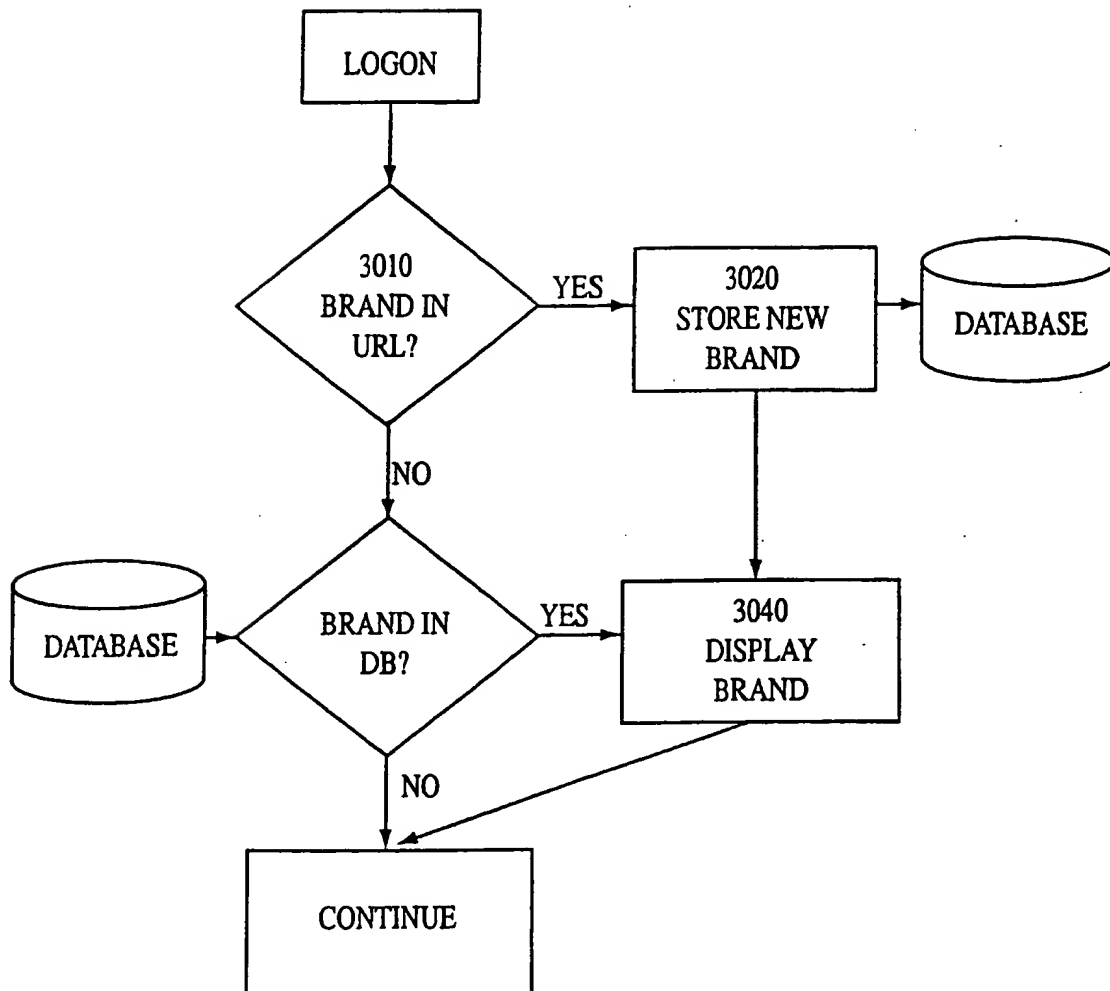 LOGON
3010
BRAND IN
URL?
YES
3020
STORE NEW
BRAND
DATABASE
NO
DATABASE
BRAND IN
DB?
YES
3040
DISPLAY
BRAND
NO
CONTINUE